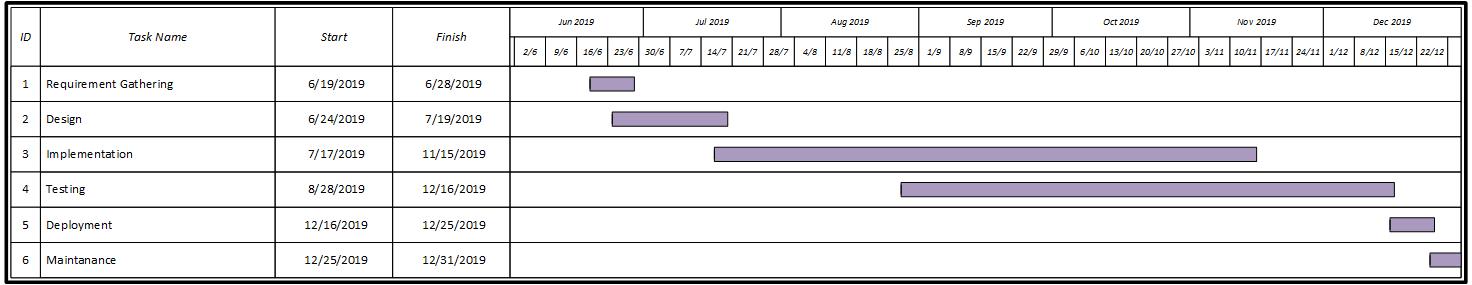 ID Task Name Start Finish Jun 2019 Jul 2019 Aug 2019 Sep 2019 Oct 2019 Nov 2019 Dec 2019
2/6 9/6 16/6 23/6 30/6 7/7 14/7 21/7 28/7 4/8 11/8 18/8 25/8 1/9 8/9 15/9 22/9 29/9 6/10 13/10 20/10 27/10 3/11 10/11 17/11 24/11 1/12 8/12 15/12 22/12
1 Requirement Gathering 6/19/2019 6/28/2019
2 Design 6/24/2019 7/19/2019
3 Implementation 7/17/2019 11/15/2019
4 Testing 8/28/2019 12/16/2019
5 Deployment 12/16/2019 12/25/2019
6 Maintanance 12/25/2019 12/31/2019